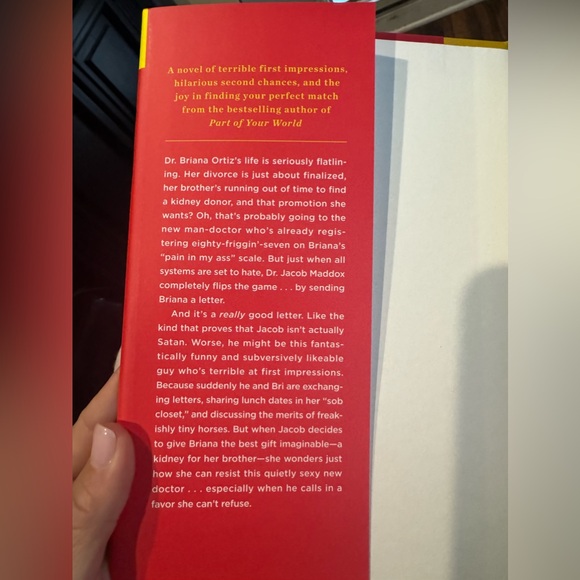 A novel of terrible first impressions,
hilarious second chances, and the
joy in finding your perfect match
from the bestselling author of
Part of Your World
Dr. Briana Ortiz's life is seriously flatlin-
ing. Her divorce is just about finalized,
her brother's running out of time to find
a kidney donor, and that promotion she
wants? Oh, that's probably going to the
new man-doctor who's already regis-
tering eighty-friggin'-seven on Briana's
"pain in my ass" scale. But just when all
systems are set to hate, Dr. Jacob Maddox
completely flips the game . . . by sending
Briana a letter.
And it's a really good letter. Like the
kind that proves that Jacob isn't actually
Satan. Worse, he might be this fantas-
tically funny and subversively likeable
guy who's terrible at first impressions.
Because suddenly he and Bri are exchang-
ing letters, sharing lunch dates in her "sob
closet," and discussing the merits of freak-
ishly tiny horses. But when Jacob decides
to give Briana the best gift imaginable—a
kidney for her brother—she wonders just
how she can resist this quietly sexy new
doctor . . . especially when he calls in a
favor she can't refuse.